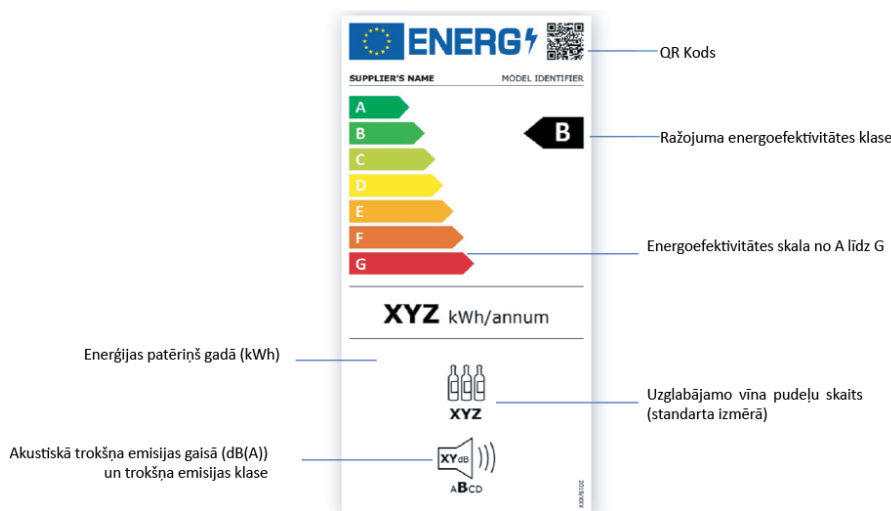 ENERG
QR Kods
SUPPLIER'S NAME MODEL IDENTIFIER
A
B
B
Ražojuma energoefektivitātes klase
C
D
E
F
Energoefektivitātes skala no A līdz G
G
XYZ kWh/annum
Enerģijas patēriņš gadā (kWh)
XYZ
Uzglabājamo vīna pudeļu skaits
(standarta izmērā)
Akustiskā trokšņa emisijas gaisā (dB(A))
un trokšņa emisijas klase
XY dB
ABCD